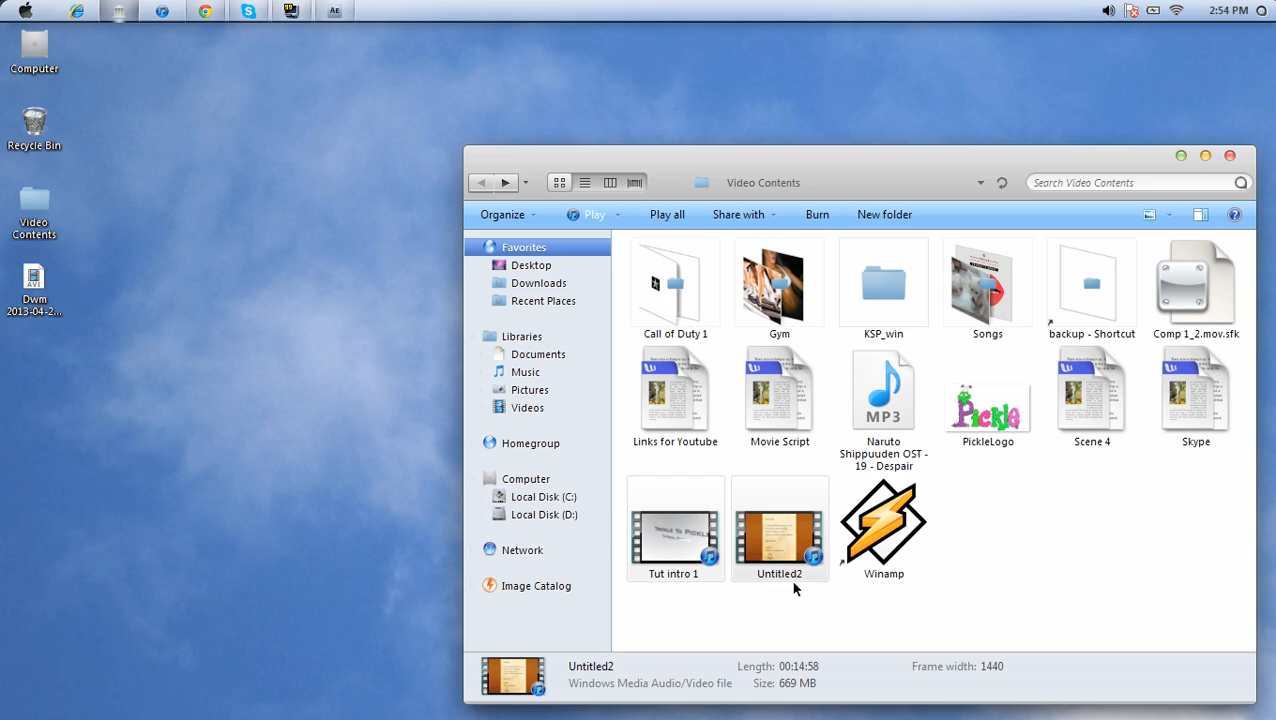 AE
2:54 PM
Computer
Recycle Bin
Video
Contents
AVI
Dwm
2013-04-2...
Video Contents
Search Video Contents
Organize
Play
Play all
Share with
Burn
New folder
Favorites
Desktop
Downloads
Recent Places
Libraries
Documents
Music
Pictures
Videos
Homegroup
Computer
Local Disk (C:)
Local Disk (D:)
Network
Image Catalog
Call of Duty 1
Gym
KSP_win
Songs
backup - Shortcut
Comp 1_2.mov.sfk
Links for Youtube
Movie Script
MP3
Naruto
Shippuuden OST -
19 - Despair
Pickle
PickleLogo
Scene 4
Skype
Tut intro 1
Untitled2
Winamp
Untitled2
Length: 00:14:58
Frame width: 1440
Windows Media Audio/Video file
Size: 669 MB